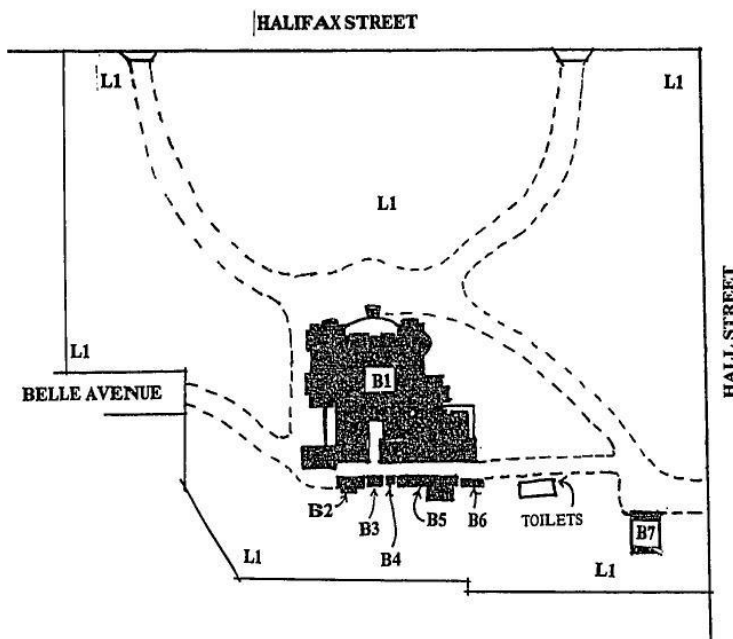 HALIFAX STREET
L1
L1
L1
HALL STREET
L1
B1
BELLE AVENUE
B2
B3
B4
B5
B6
TOILETS
B7
L1
L1